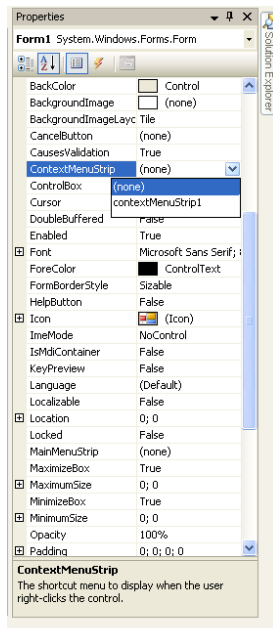 Properties
Form1 System.Windows.Forms.Form
Solution Explorer
BackColor Control
BackgroundImage (none)
BackgroundImageLayc Tile
CancelButton (none)
CausesValidation True
ContextMenuStrip (none)
ControlBox (none)
Cursor contextMenuStrip1
DoubleBuffered False
Enabled True
Font Microsoft Sans Serif;
ForeColor ControlText
FormBorderStyle Sizable
HelpButton False
Icon (Icon)
ImeMode NoControl
IsMdiContainer False
KeyPreview False
Language (Default)
Localizable False
Location 0; 0
Locked False
MainMenuStrip (none)
MaximizeBox True
MaximumSize 0; 0
MinimizeBox True
MinimumSize 0; 0
Opacity 100%
Padding 0; 0; 0; 0
ContextMenuStrip
The shortcut menu to display when the user
right-clicks the control.